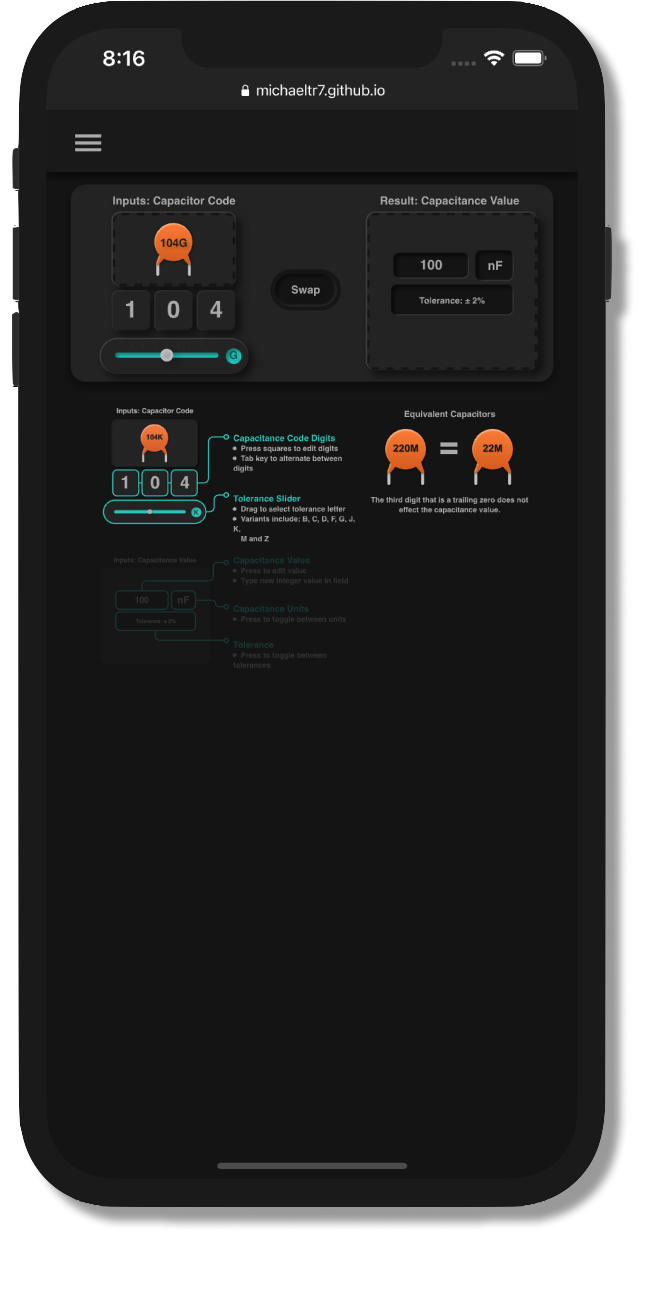 8:16
michaeltr7.github.io
Inputs: Capacitor Code
104G
1 0 4
G
Swap
Result: Capacitance Value
100 nF
Tolerance: ± 2%
Inputs: Capacitor Code
104K
1 0 4
K
Capacitance Code Digits
Press squares to edit digits
Tab key to alternate between
digits
Tolerance Slider
Drag to select tolerance letter
Variants include: B, C, D, F, G, J,
K,
M and Z
Equivalent Capacitors
220M = 22M
The third digit that is a trailing zero does not
effect the capacitance value.
Inputs: Capacitance Value
100 nF
Tolerance: ± 2%
Capacitance Value
Press to edit value
Type new integer value in field
Capacitance Units
Press to toggle between units
Tolerance
Press to toggle between
tolerances